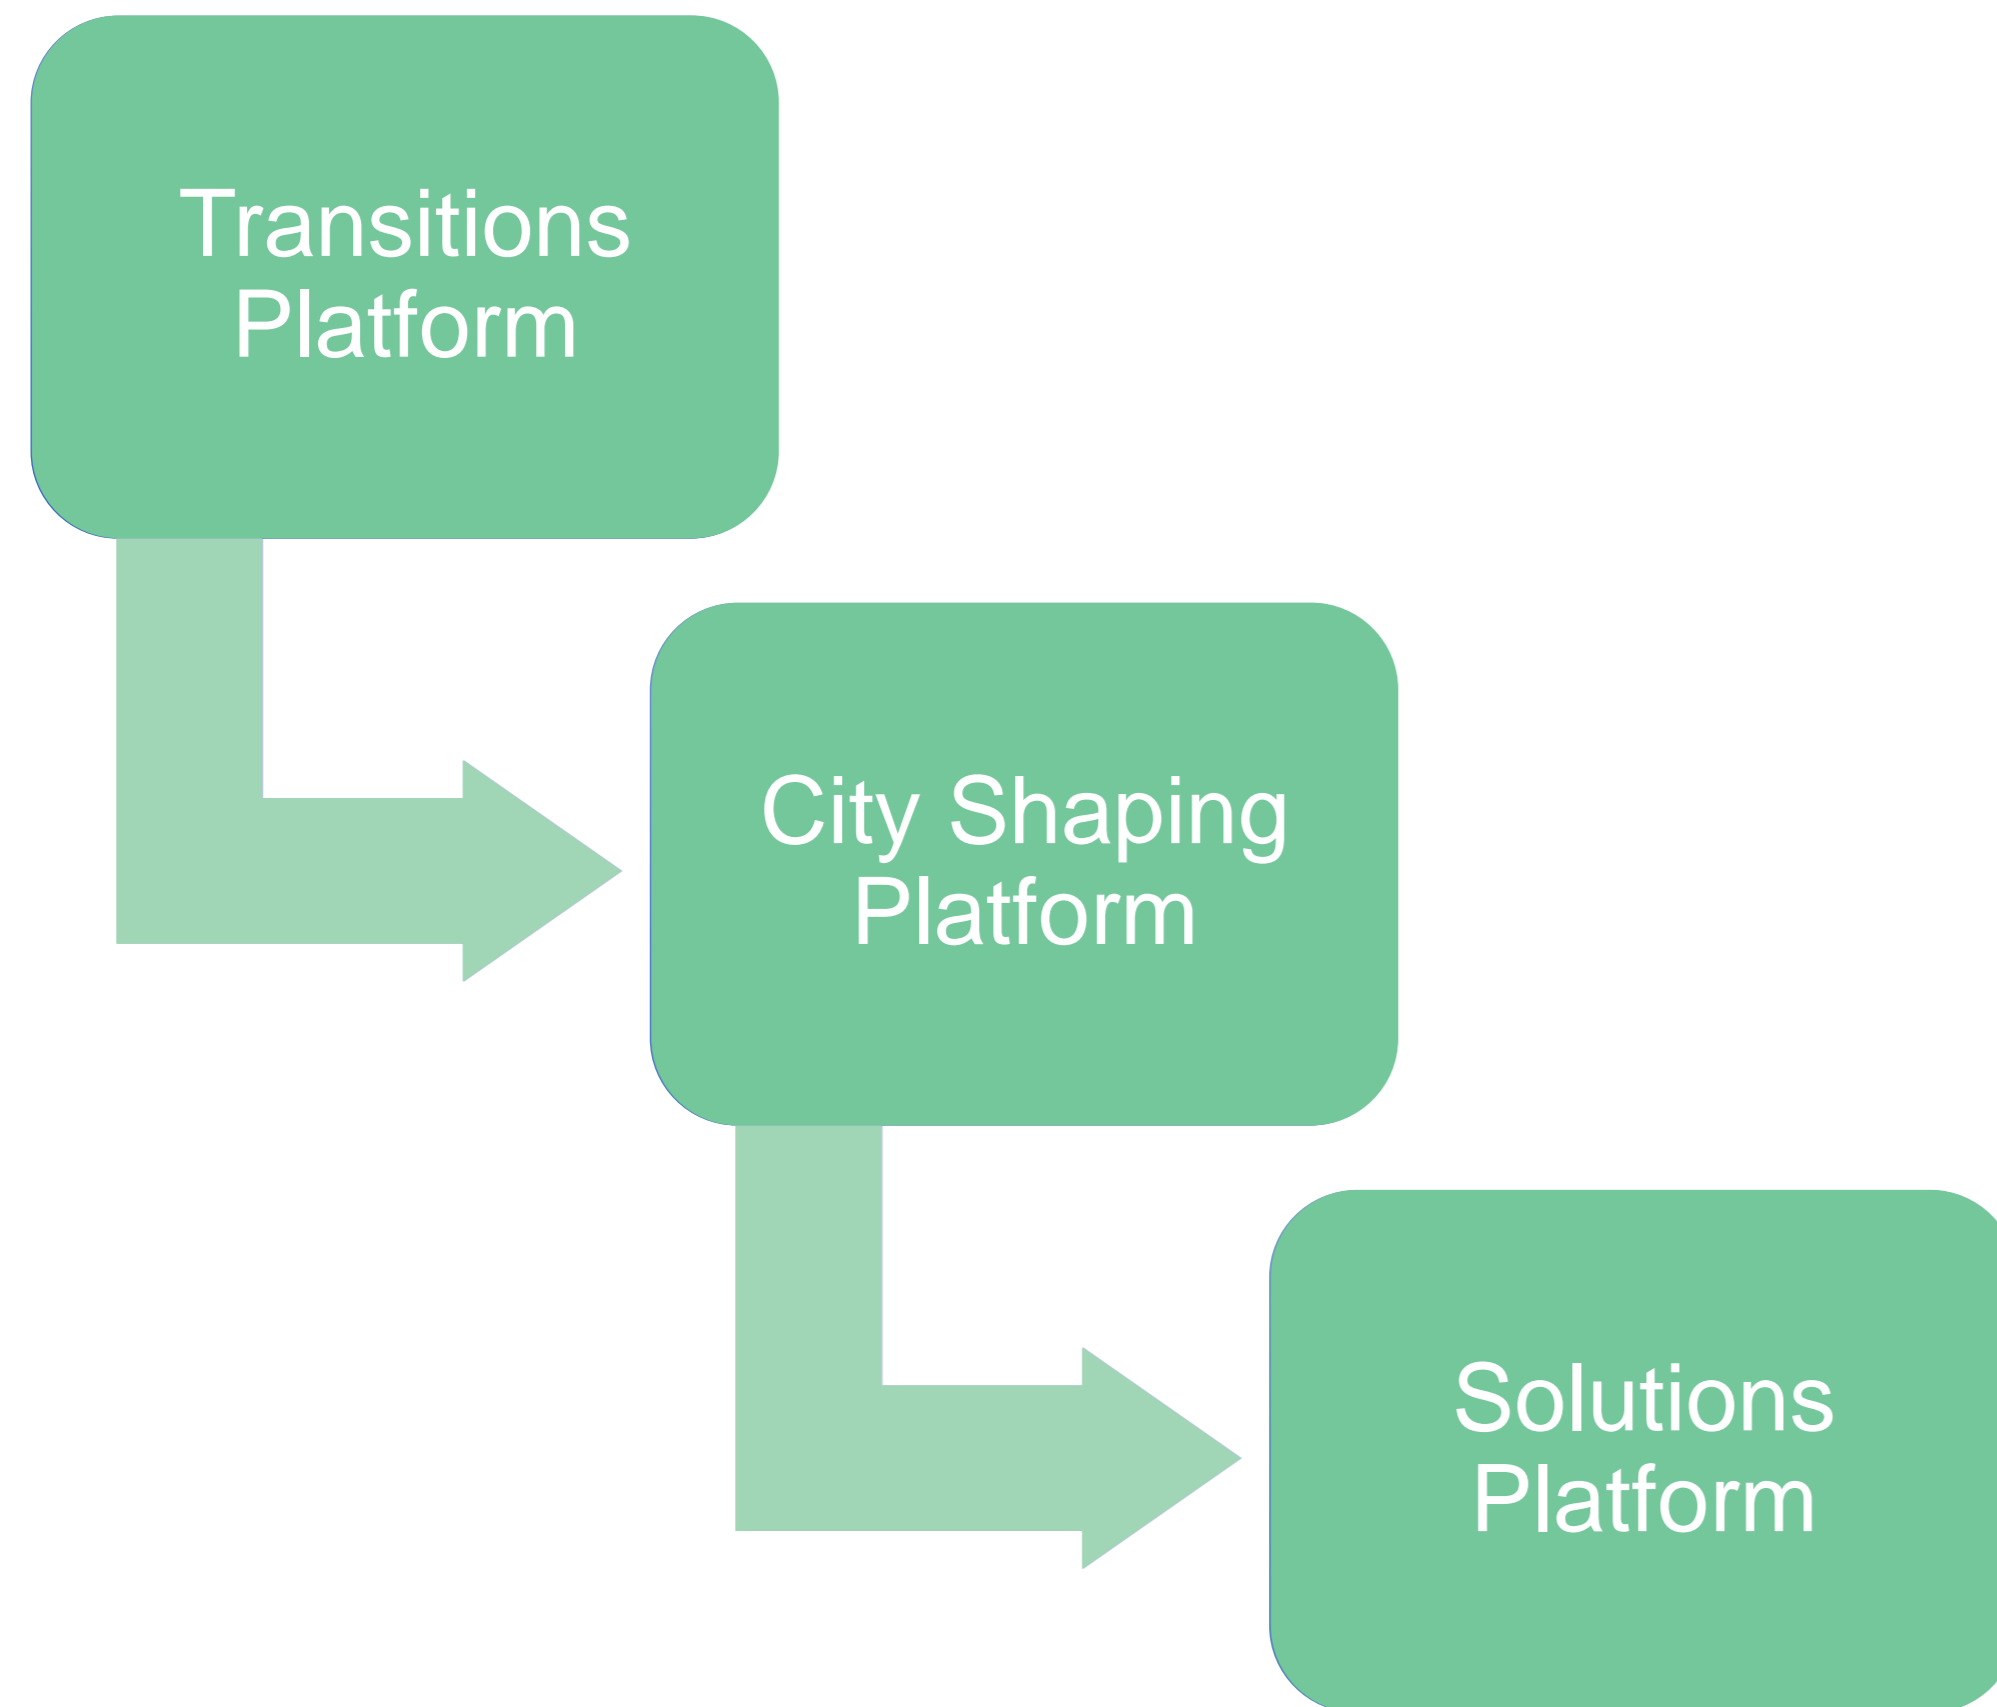 Transitions
Platform
City Shaping
Platform
Solutions
Platform